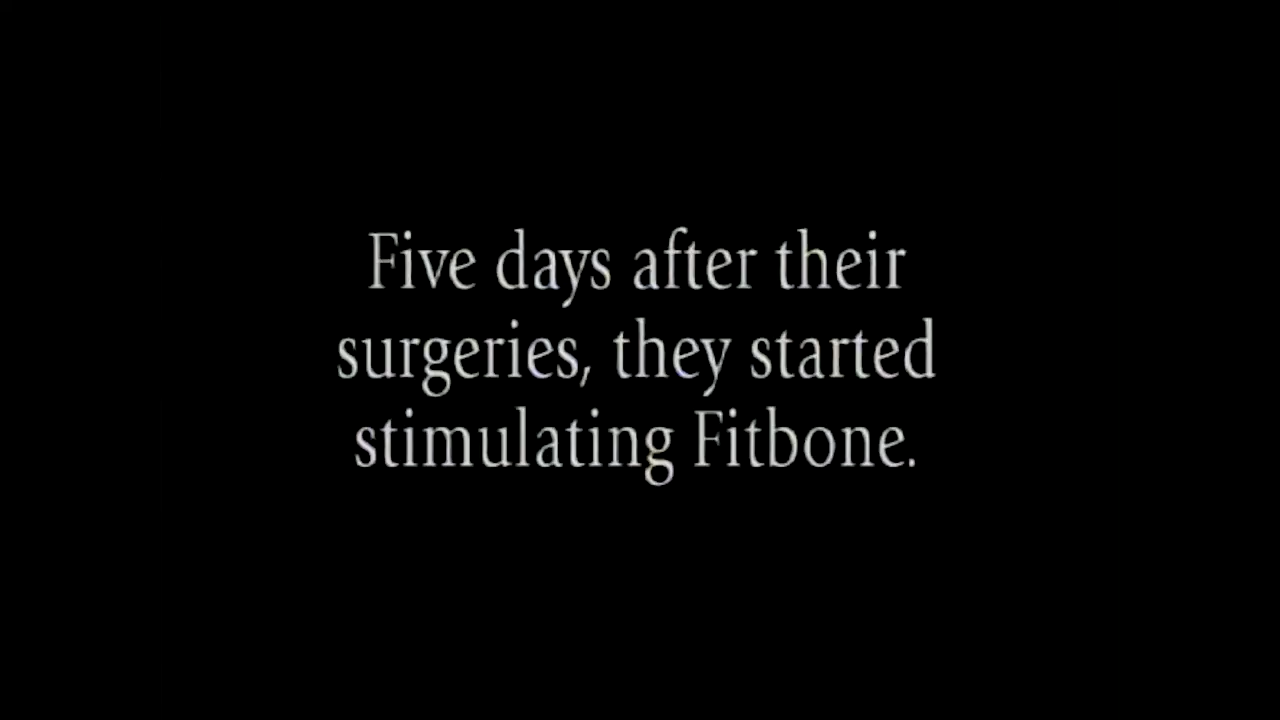 Five days after their
surgeries, they started
stimulating Fitbone.